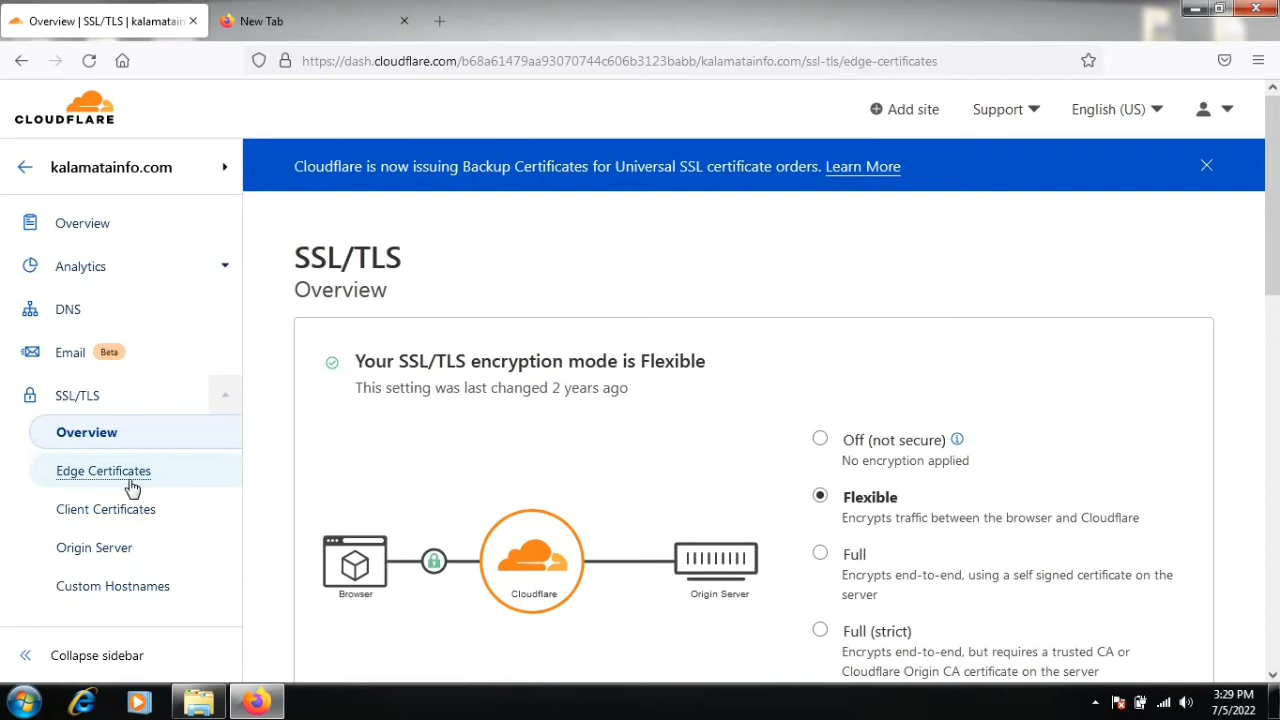 Overview | SSL/TLS | kalamatain
New Tab
https://dash.cloudflare.com/b68a61479aa92070744c606b3123babb/kalamatainfo.com/ssl-tls/edge-certificates
CLOUDFLARE
Add site
Support
English (US)
kalamatainfo.com
Cloudflare is now issuing Backup Certificates for Universal SSL certificate orders. Learn More
Overview
Analytics
DNS
Email Beta
SSL/TLS
Overview
Edge Certificates
Client Certificates
Origin Server
Custom Hostnames
Collapse sidebar
SSL/TLS
Overview
Your SSL/TLS encryption mode is Flexible
This setting was last changed 2 years ago
Browser
Cloudflare
Origin Server
Off (not secure)
No encryption applied
Flexible
Encrypts traffic between the browser and Cloudflare
Full
Encrypts end-to-end, using a self signed certificate on the
server
Full (strict)
Encrypts end-to-end, but requires a trusted CA or
Cloudflare Origin CA certificate on the server
3:29 PM
7/5/2022